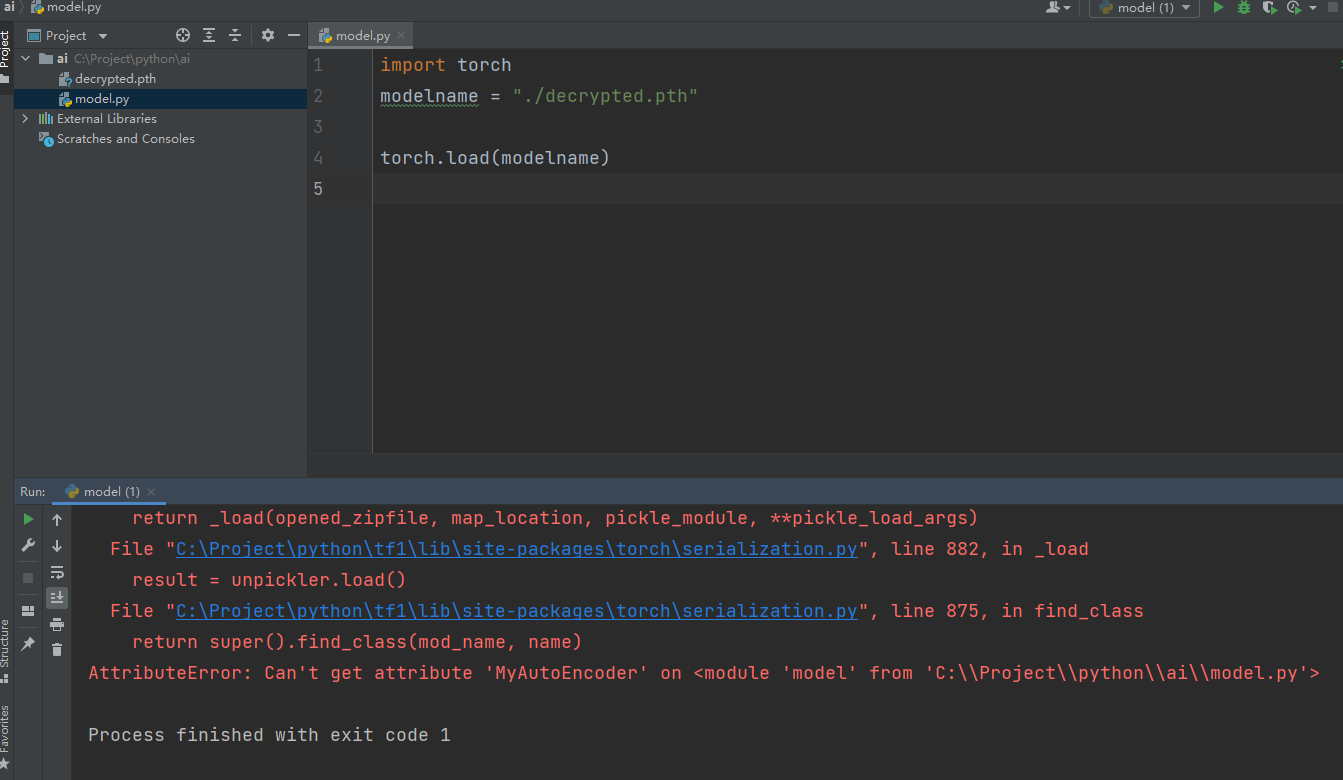 ai
model.py
model (1)
Project
Project
model.py
ai C:\Project\python\ai
decrypted.pth
model.py
External Libraries
Scratches and Consoles
1 import torch
2 modelname = "./decrypted.pth"
3
4 torch.load(modelname)
5
Run: model (1)
return _load(opened_zipfile, map_location, pickle_module, **pickle_load_args)
File "C:\Project\python\tf1\lib\site-packages\torch\serialization.py", line 882, in _load
result = unpickler.load()
File "C:\Project\python\tf1\lib\site-packages\torch\serialization.py", line 875, in find_class
return super().find_class(mod_name, name)
AttributeError: Can't get attribute 'MyAutoEncoder' on <module 'model' from 'C:\\Project\\python\\ai\\model.py'>
Process finished with exit code 1
Structure
Favorites